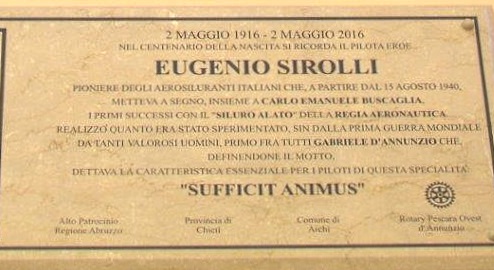 2 MAGGIO 1916 - 2 MAGGIO 2016
NEL CENTENARIO DELLA NASCITA SI RICORDA IL PILOTA EROE
EUGENIO SIROLLI
PIONIERE DEGLI AEROSILURANTI ITALIANI CHE, A PARTIRE DAL 15 AGOSTO 1940,
METTEVA A SEGNO, INSIEME A CARLO EMANUELE BUSCAGLIA,
I PRIMI SUCCESSI CON IL "SILURO ALATO" DELLA REGIA AERONAUTICA.
REALIZZÒ QUANTO ERA STATO SPERIMENTATO, SIN DALLA PRIMA GUERRA MONDIALE
DA TANTI VALOROSI UOMINI, PRIMO FRA TUTTI GABRIELE D'ANNUNZIO CHE,
DEFINENDONE IL MOTTO,
DETTAVA LA CARATTERISTICA ESSENZIALE PER I PILOTI DI QUESTA SPECIALITÀ
"SUFFICIT ANIMUS"
Alto Patrocinio
Regione Abruzzo
Provincia di
Chieti
Comune di
Archi
Rotary Pescara Ovest
d'Annunzio